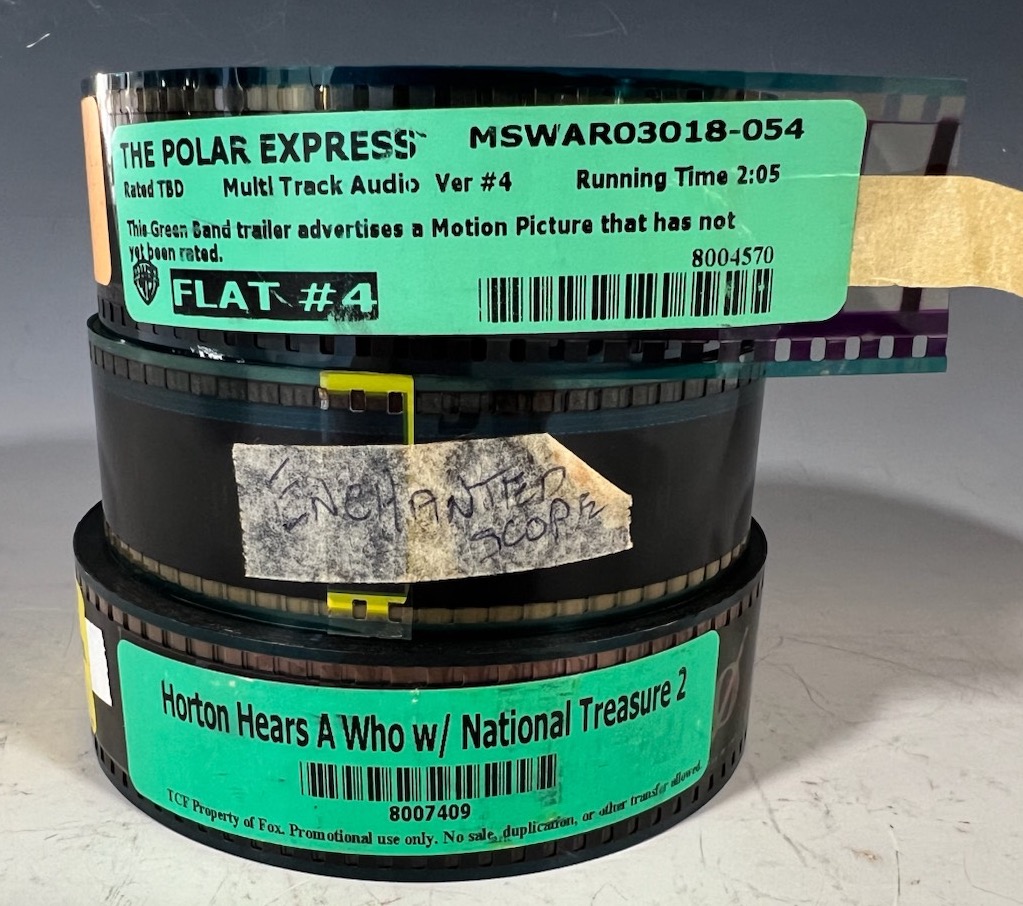 THE POLAR EXPRESS™ MSWAR03018-054
Rated TBD Multi Track Audio Ver #4 Running Time 2:05
This Green Band trailer advertises a Motion Picture that has not
yet been rated.
8004570
FLAT #4
ENCHANTED
SCOPE
Horton Hears A Who w/ National Treasure 2
8007409
TCF Property of Fox. Promotional use only. No sale, duplication, or other transfer allowed.